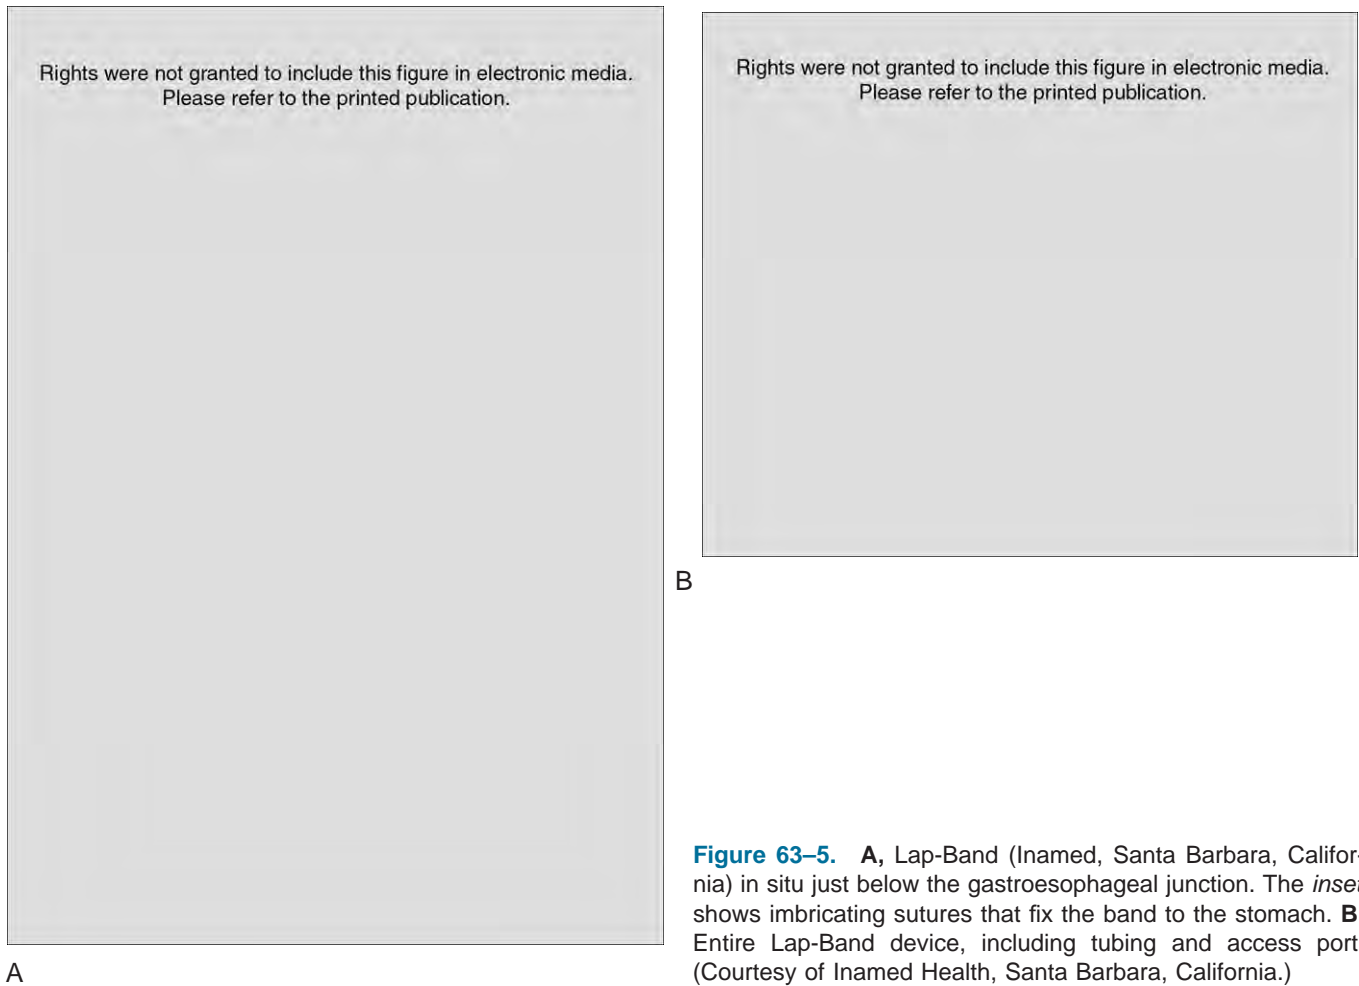 Rights were not granted to include this figure in electronic media.
Please refer to the printed publication.
A
Rights were not granted to include this figure in electronic media.
Please refer to the printed publication.
B
Figure 63–5. A, Lap-Band (Inamed, Santa Barbara, Califor-
nia) in situ just below the gastroesophageal junction. The inset
shows imbricating sutures that fix the band to the stomach. B
Entire Lap-Band device, including tubing and access port
(Courtesy of Inamed Health, Santa Barbara, California.)